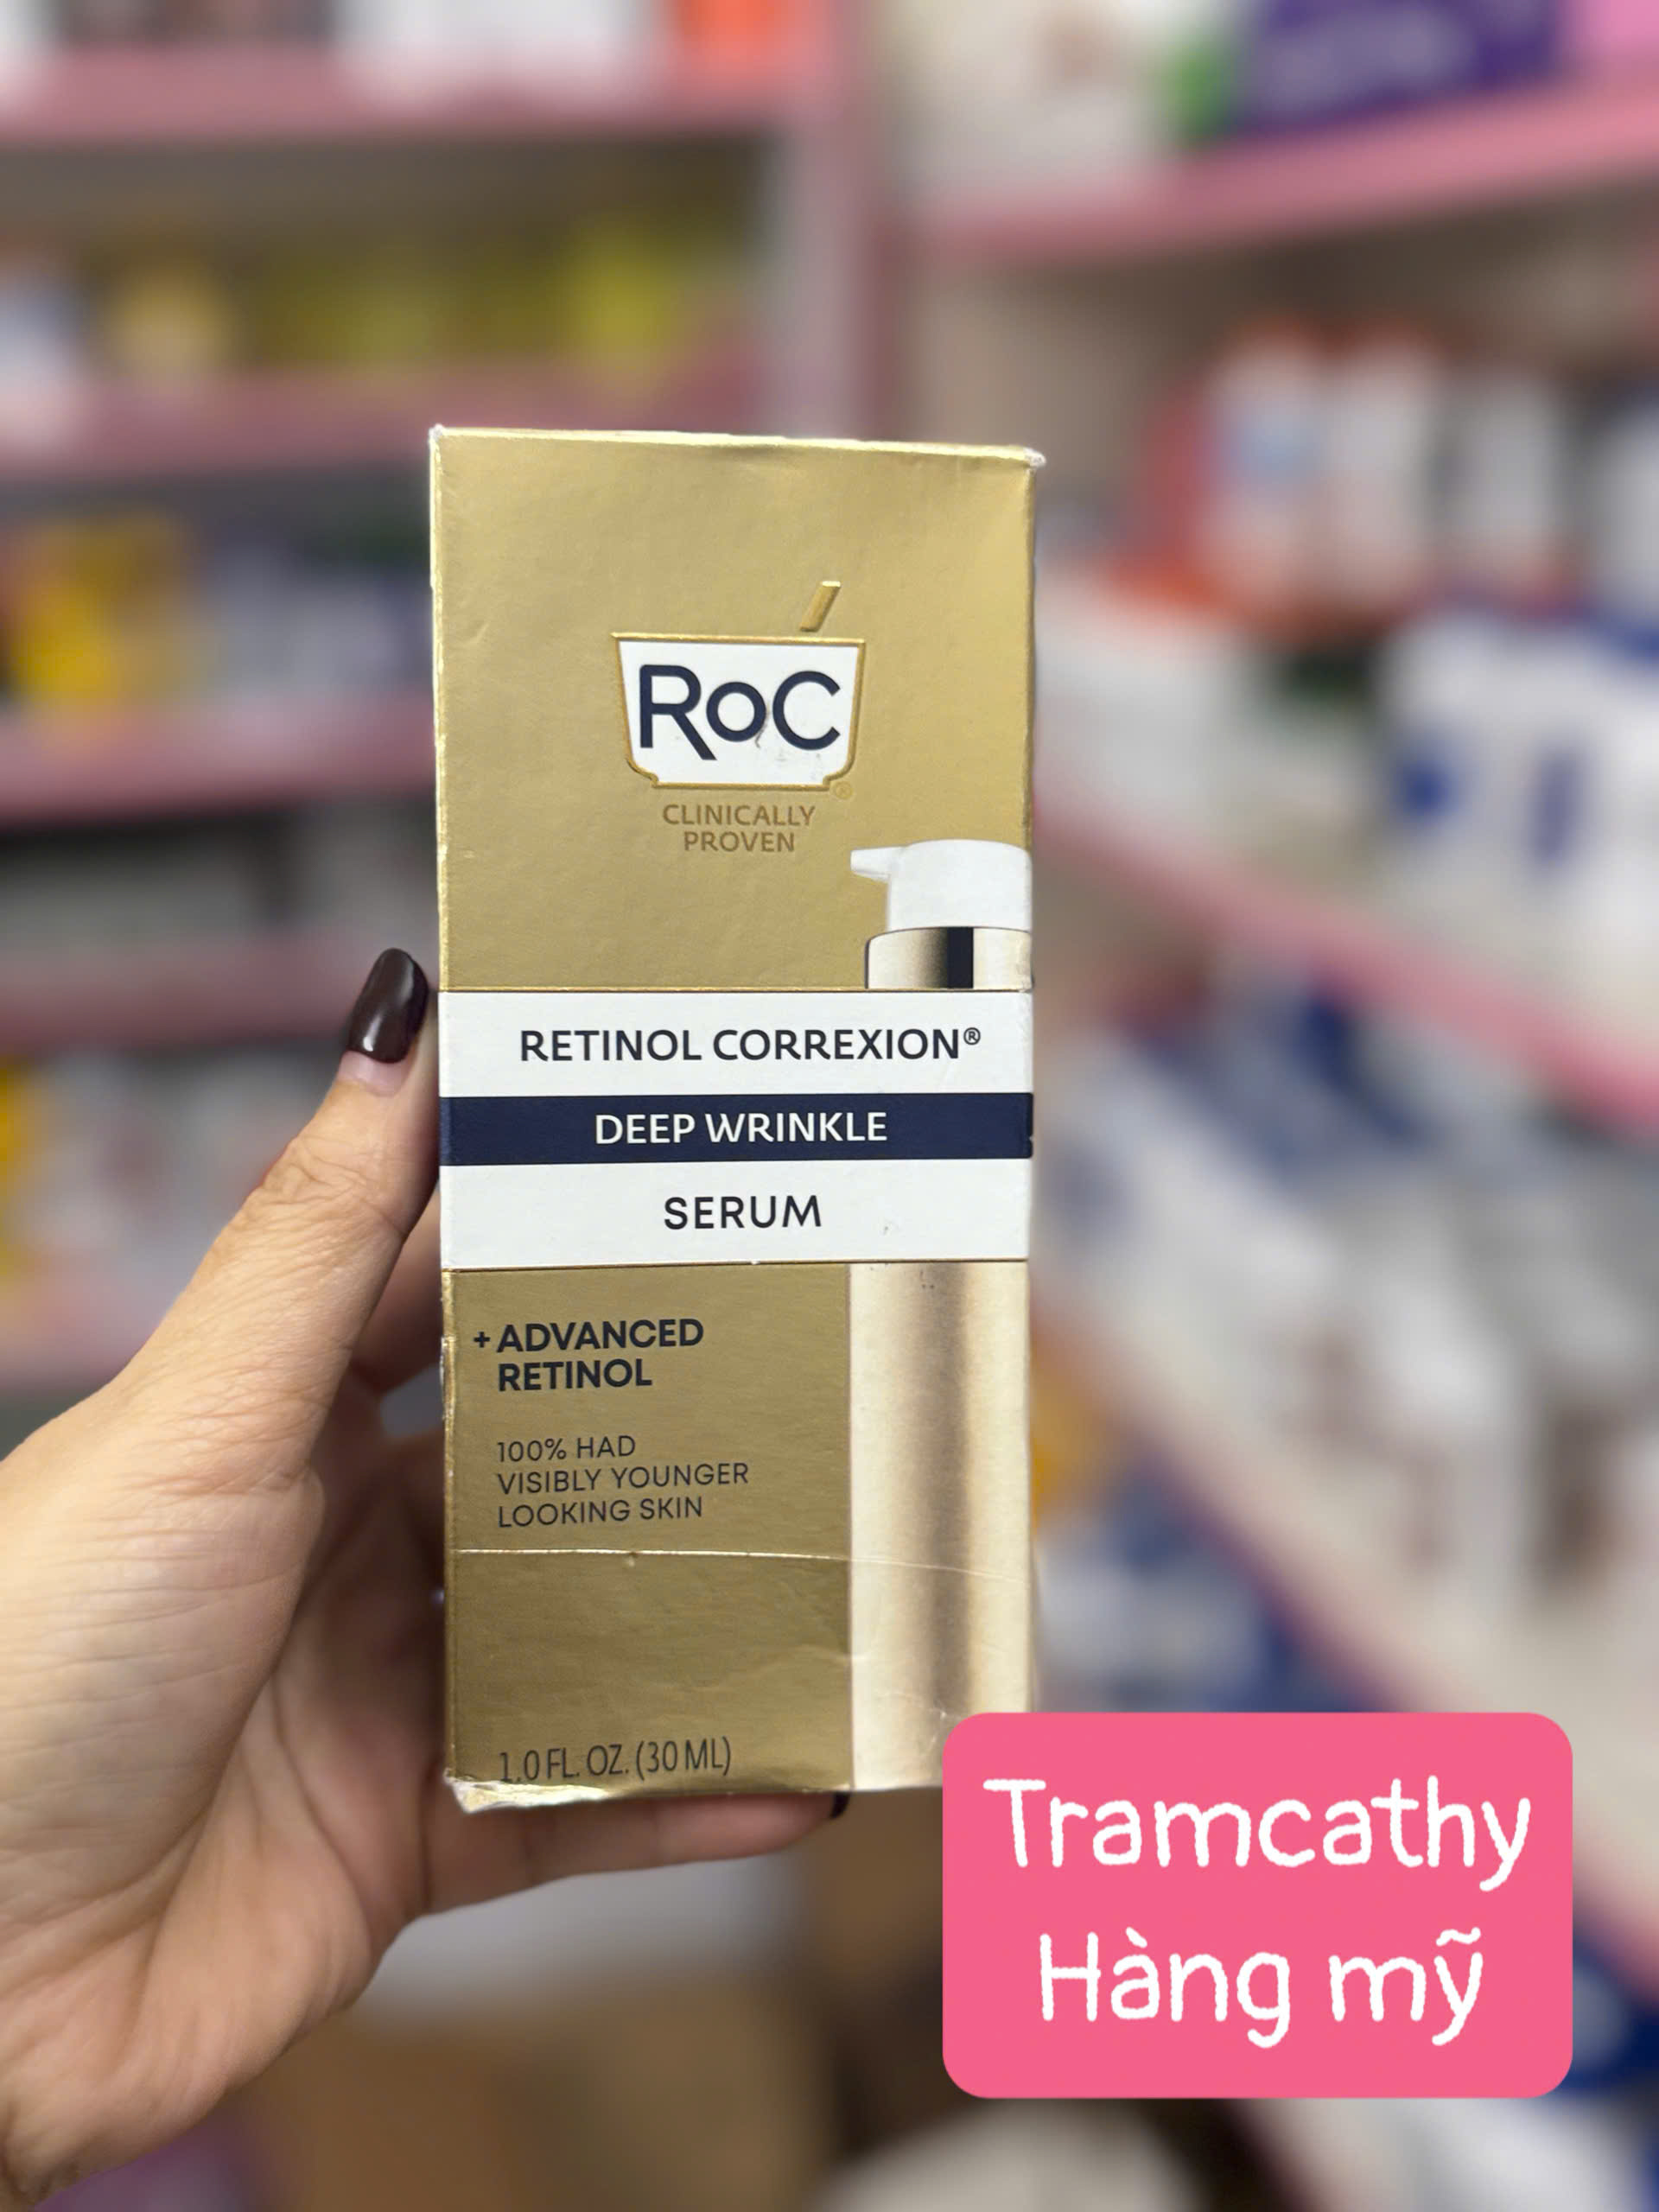 RoC®
CLINICALLY
PROVEN
RETINOL CORREXION®
DEEP WRINKLE
SERUM
+ ADVANCED
RETINOL
100% HAD
VISIBLY YOUNGER
LOOKING SKIN
1.0 FL. OZ. (30 ML)
Tramcathy
Hàng mỹ